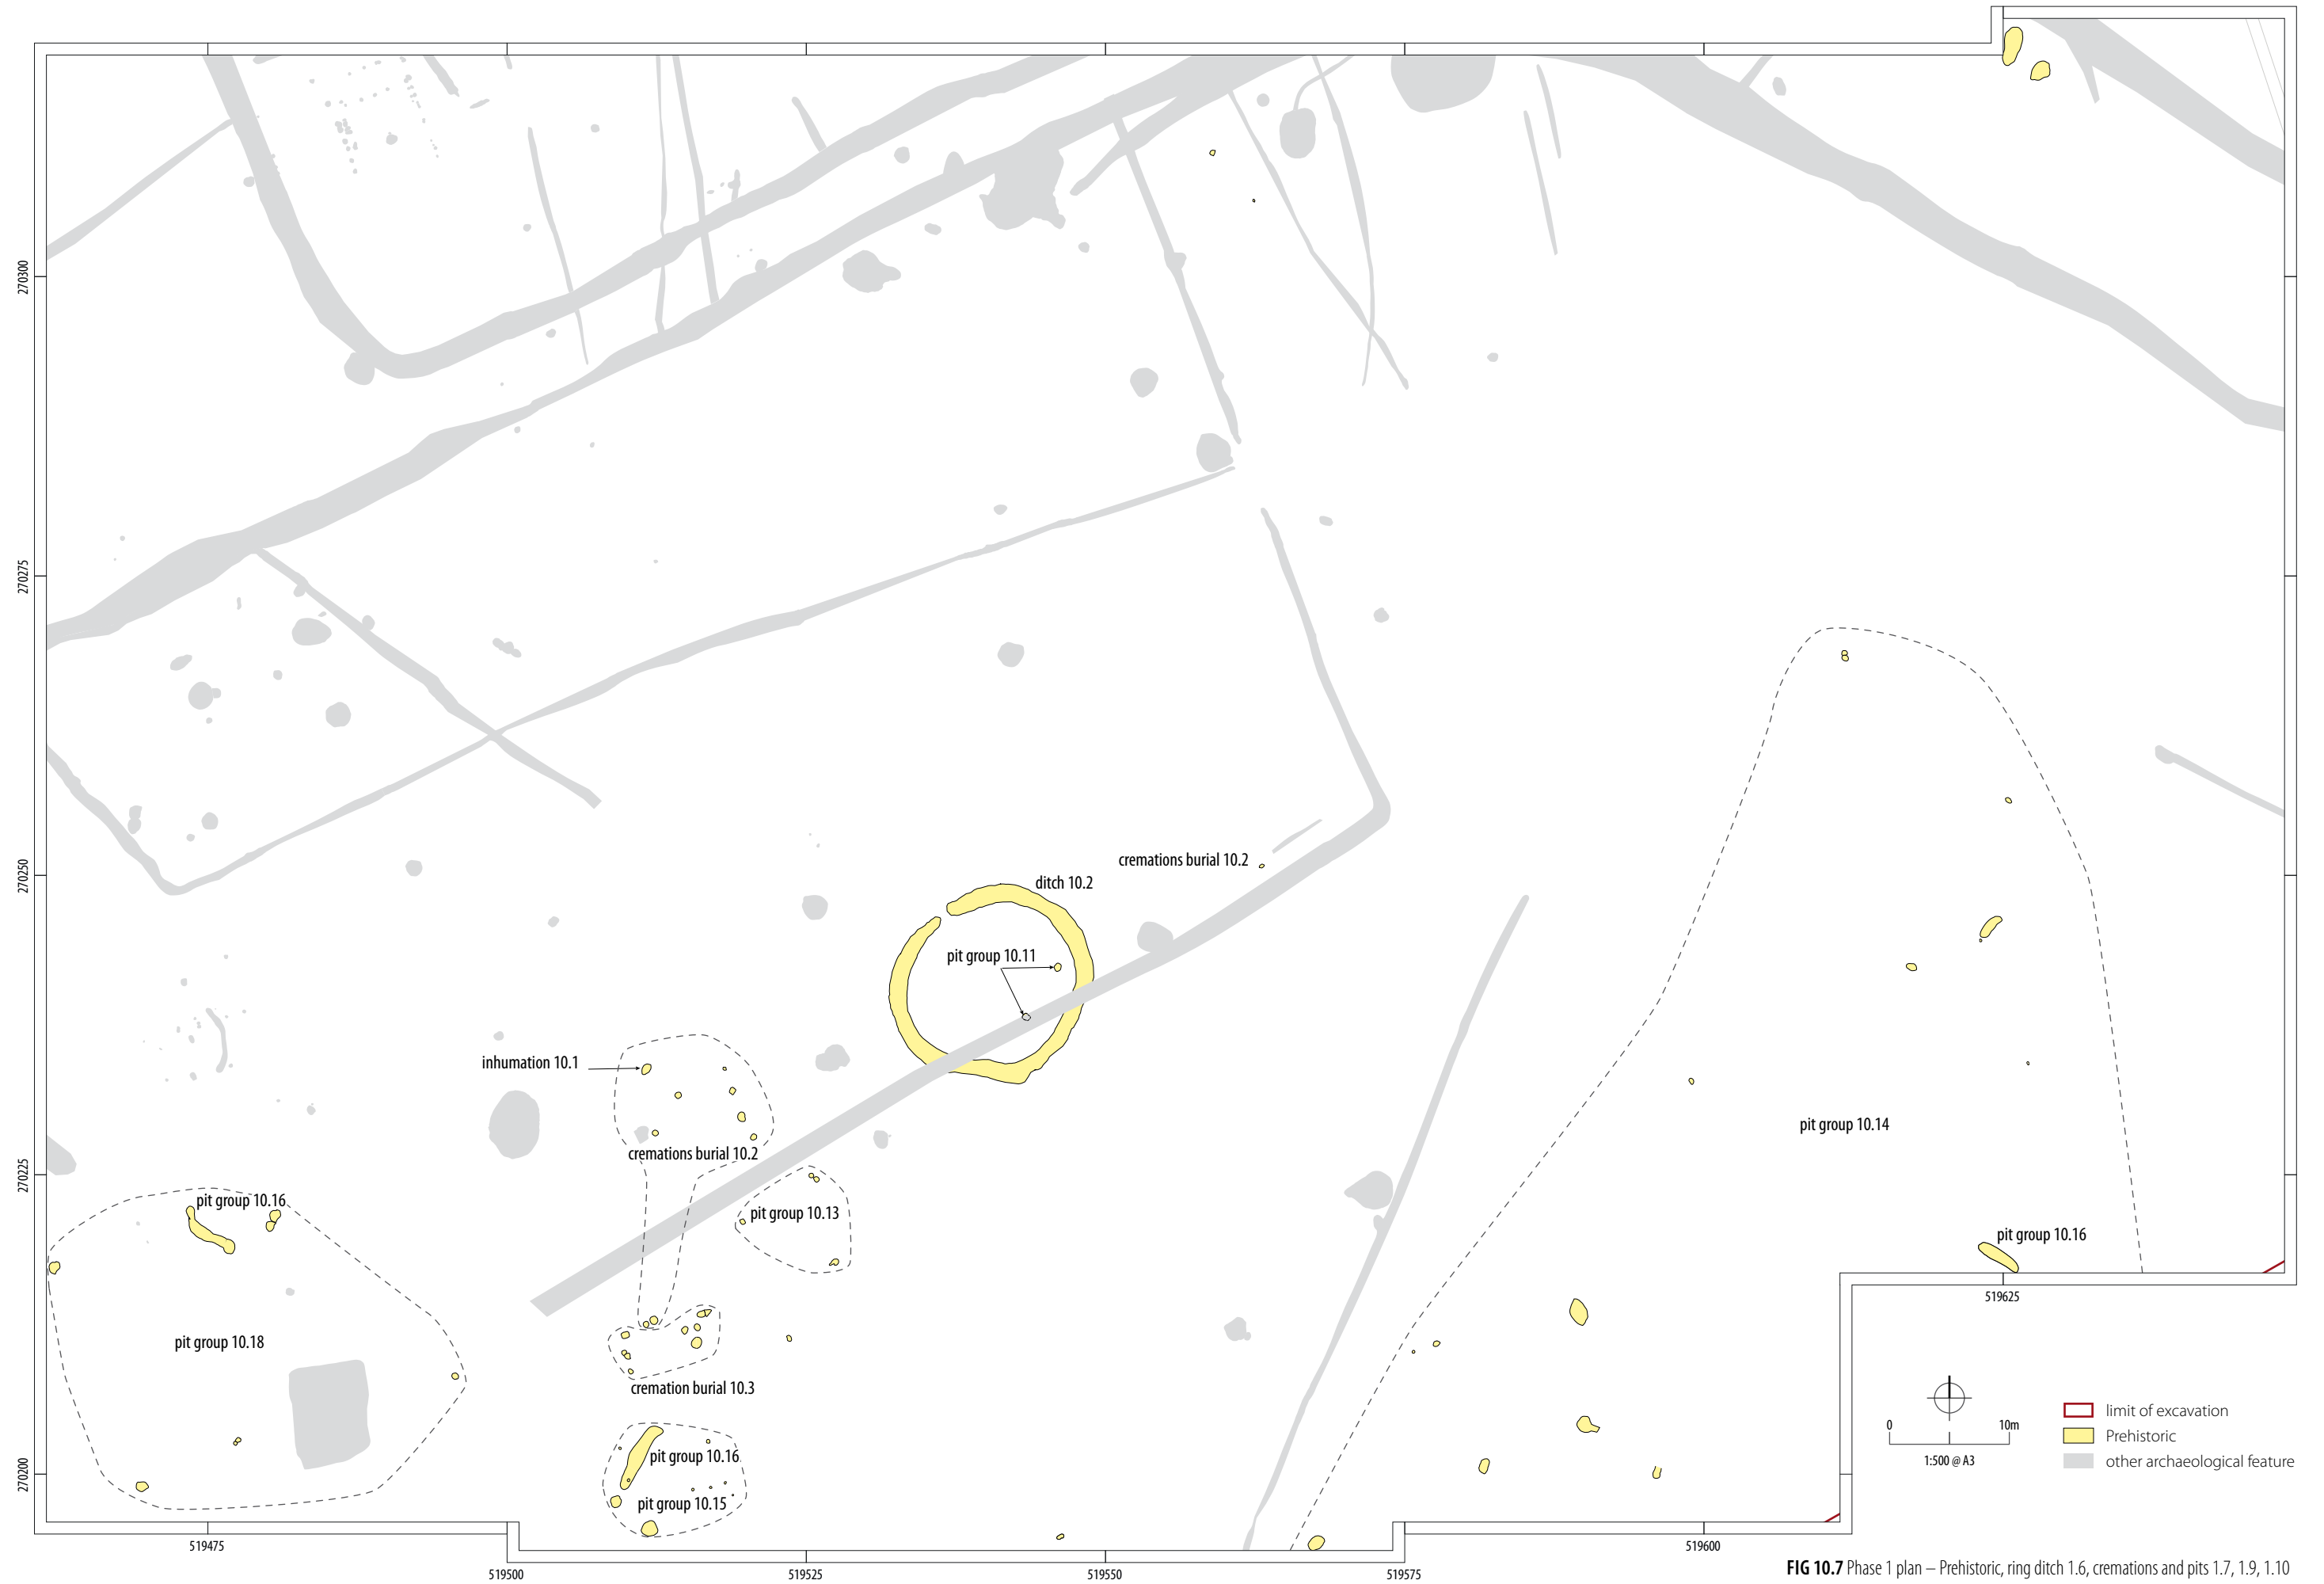 270300
270275
270250
270225
270200
cremations burial 10.2
ditch 10.2
pit group 10.11
inhumation 10.1
cremations burial 10.2
pit group 10.14
pit group 10.16
pit group 10.13
pit group 10.16
519625
pit group 10.18
cremation burial 10.3
pit group 10.16
pit group 10.15
0 10m
1:500 @ A3
limit of excavation
Prehistoric
other archaeological feature
519475
519500
519525
519550
519575
519600
FIG 10.7 Phase 1 plan – Prehistoric, ring ditch 1.6, cremations and pits 1.7, 1.9, 1.10